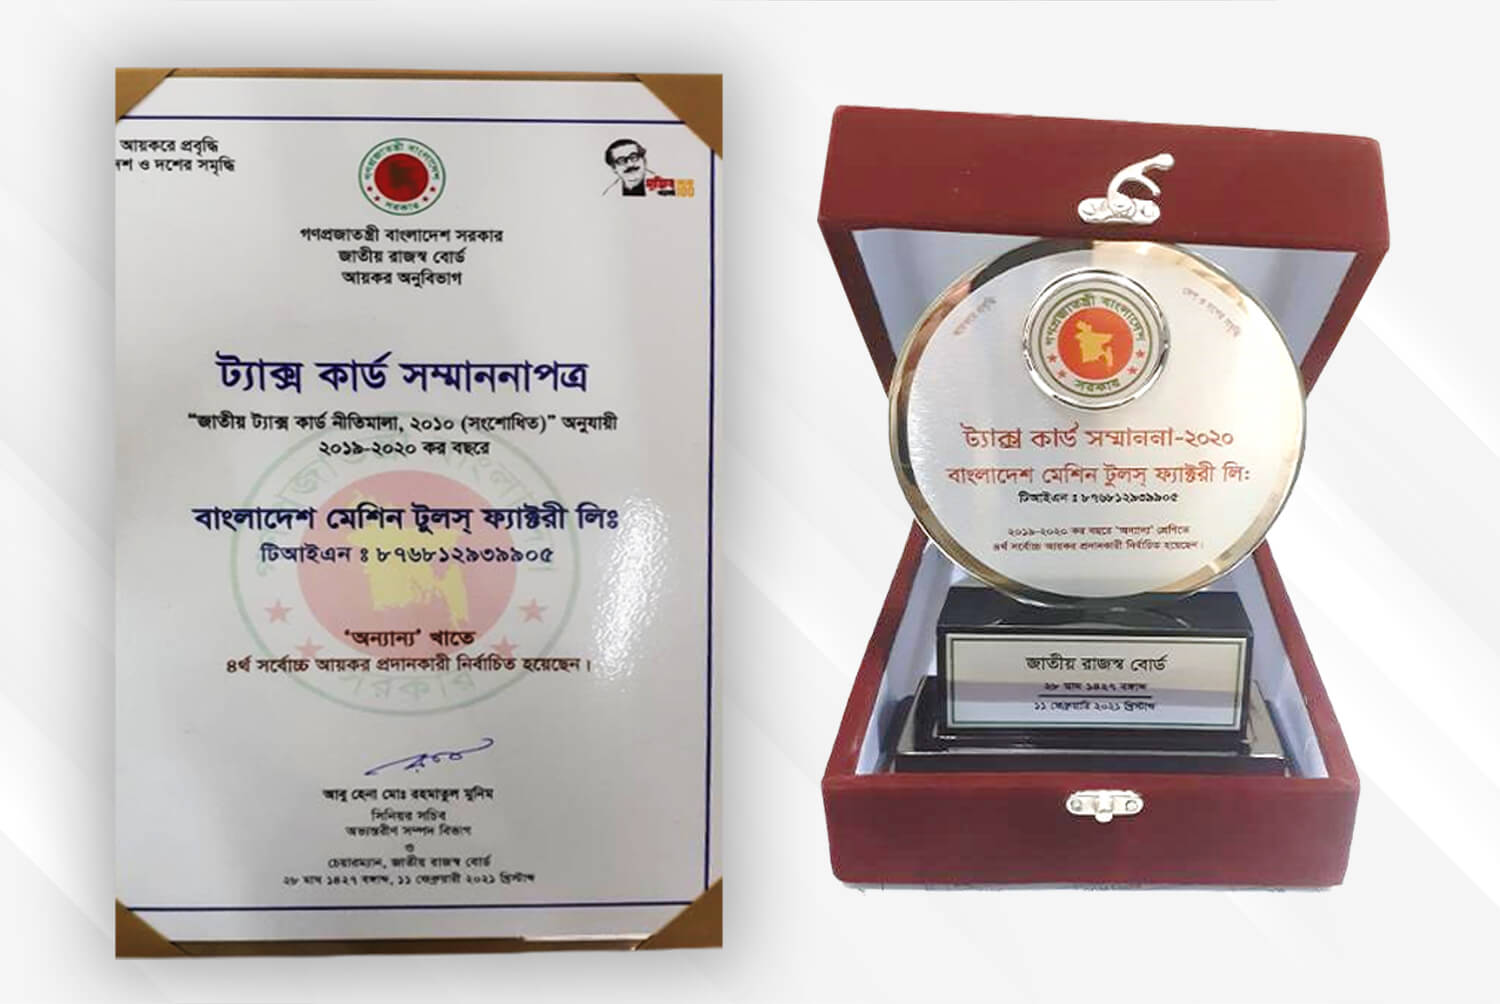 আয়করে প্রবৃদ্ধি
দেশ ও দশের সমৃদ্ধি
গণপ্রজাতন্ত্রী বাংলাদেশ
সরকার
মুজিব
100
গণপ্রজাতন্ত্রী বাংলাদেশ সরকার
জাতীয় রাজস্ব বোর্ড
আয়কর অনুবিভাগ
ট্যাক্স কার্ড সম্মাননাপত্র
“জাতীয় ট্যাক্স কার্ড নীতিমালা, ২০১০ (সংশোধিত)” অনুযায়ী
২০১৯-২০২০ কর বছরে
বাংলাদেশ মেশিন টুলস্ ফ্যাক্টরী লিঃ
টিআইএন ঃ ৮৭৬৮১২৯৩৯৯০৫
‘অন্যান্য’ খাতে
৪র্থ সর্বোচ্চ আয়কর প্রদানকারী নির্বাচিত হয়েছেন।
আবু হেনা মোঃ রহমাতুল মুনিম
সিনিয়র সচিব
অভ্যন্তরীণ সম্পদ বিভাগ
ও
চেয়ারম্যান, জাতীয় রাজস্ব বোর্ড
২৮ মাঘ ১৪২৭ বঙ্গাব্দ, ১১ ফেব্রুয়ারী ২০২১ খ্রিস্টাব্দ
আয়করে প্রবৃদ্ধি
দেশ ও দশের সমৃদ্ধি
গণপ্রজাতন্ত্রী বাংলাদেশ
সরকার
ট্যাক্স কার্ড সম্মাননা-২০২০
বাংলাদেশ মেশিন টুলস্ ফ্যাক্টরী লি:
টিআইএন ঃ ৮৭৬৮১২৯৩৯৯০৫
২০১৯-২০২০ কর বছরে ‘অন্যান্য’ শ্রেণিতে
৪র্থ সর্বোচ্চ আয়কর প্রদানকারী নির্বাচিত হয়েছেন।
জাতীয় রাজস্ব বোর্ড
২৮ মাঘ ১৪২৭ বঙ্গাব্দ
১১ ফেব্রুয়ারি ২০২১ খ্রিস্টাব্দ